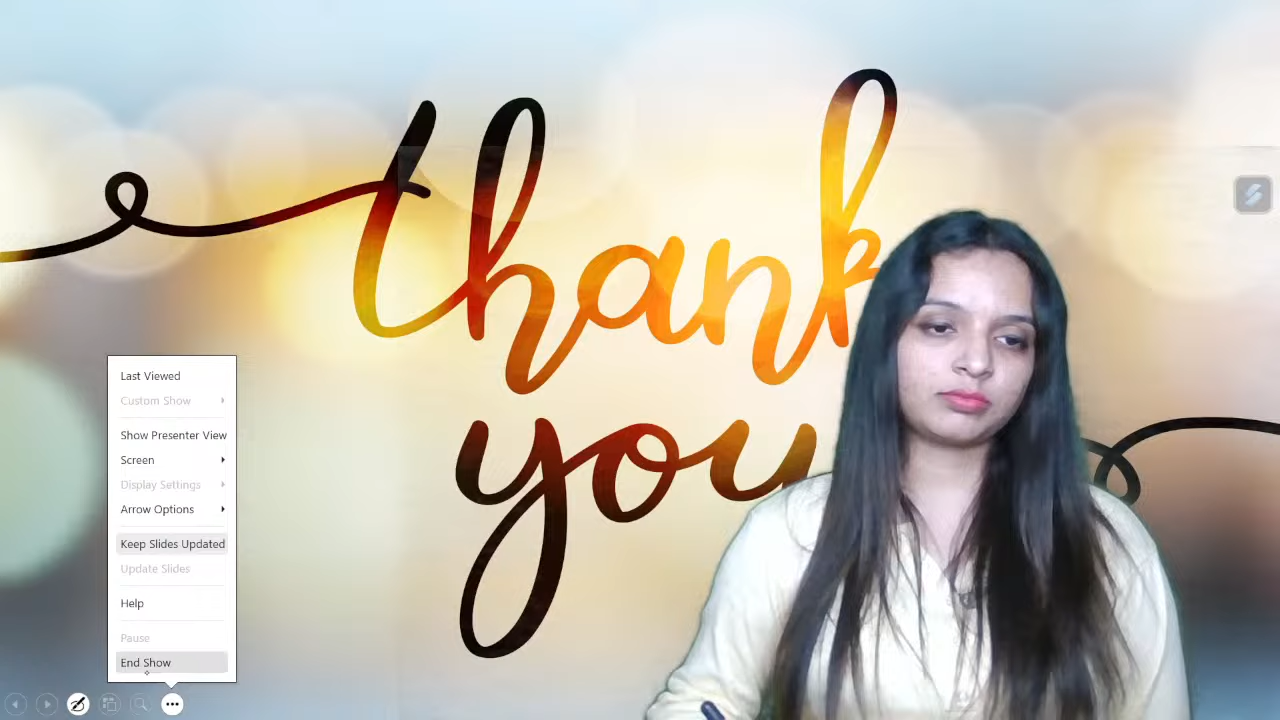 thank
you
Last Viewed
Custom Show
Show Presenter View
Screen
Display Settings
Arrow Options
Keep Slides Updated
Update Slides
Help
Pause
End Show